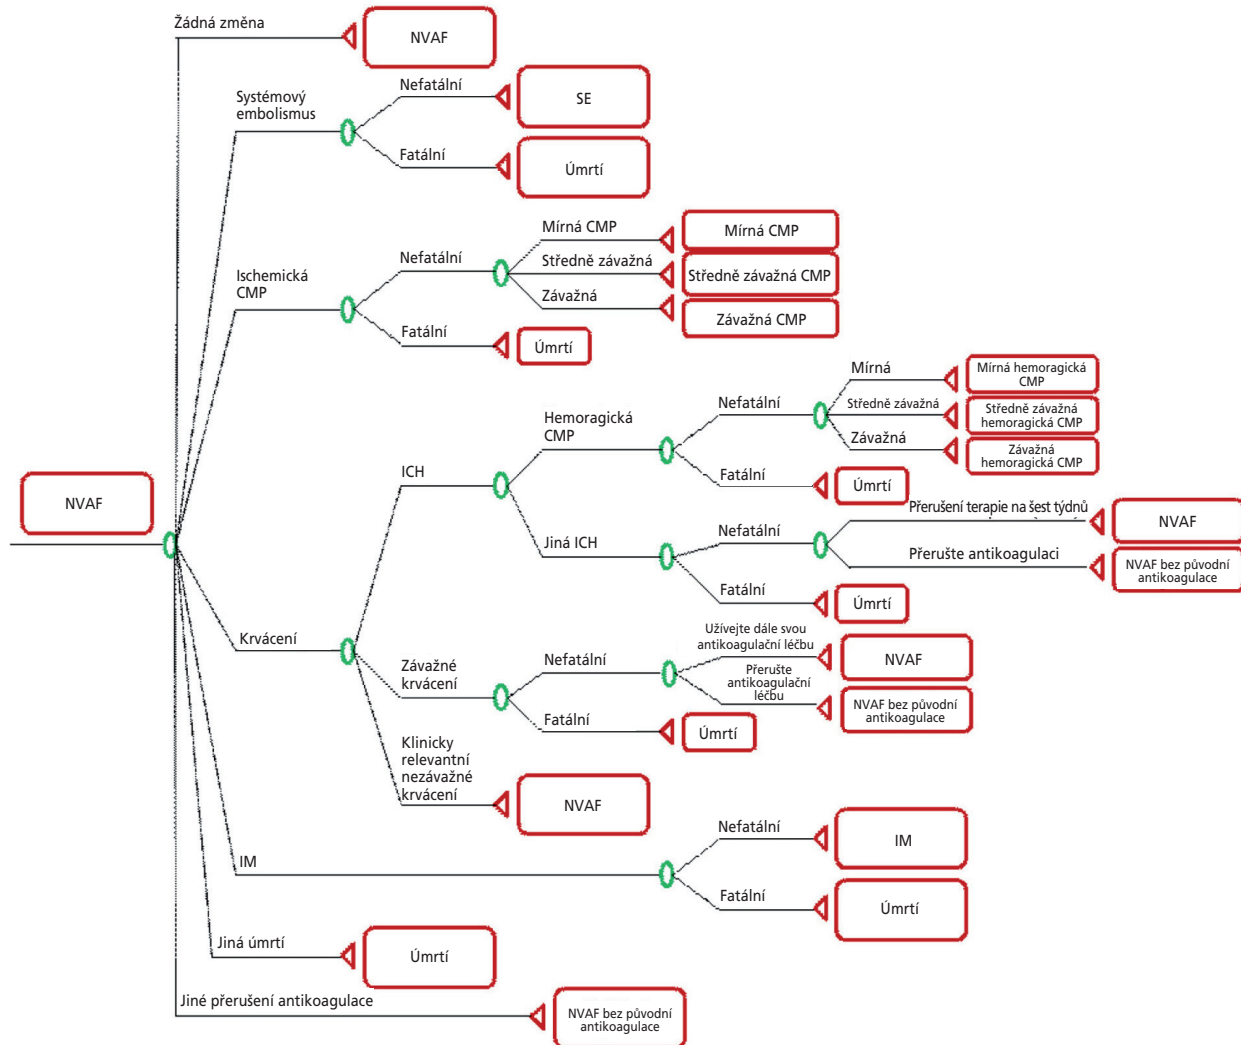 Žádná změna
NVAF
Systémový
embolismus
Nefatální
SE
Fatální
Úmrtí
Ischemická
CMP
Nefatální
Mírná CMP
Mírná CMP
Středně závažná
Středně závažná CMP
Závažná
Závažná CMP
Fatální
Úmrtí
NVAF
Krvácení
ICH
Hemoragická
CMP
Nefatální
Mírná
Mírná hemoragická
CMP
Středně závažná
Středně závažná
hemoragická CMP
Závažná
Závažná
hemoragická CMP
Fatální
Úmrtí
Jiná ICH
Nefatální
Přerušení terapie na šest týdnů
NVAF
Přerušte antikoagulaci
NVAF bez původní
antikoagulace
Fatální
Úmrtí
Závažné
krvácení
Nefatální
Užívejte dále svou
antikoagulační léčbu
NVAF
Přerušte
antikoagulační
léčbu
NVAF bez původní
antikoagulace
Fatální
Úmrtí
Klinicky
relevantní
nezávažné
krvácení
NVAF
IM
Nefatální
IM
Fatální
Úmrtí
Jiná úmrtí
Úmrtí
Jiné přerušení antikoagulace
NVAF bez původní
antikoagulace